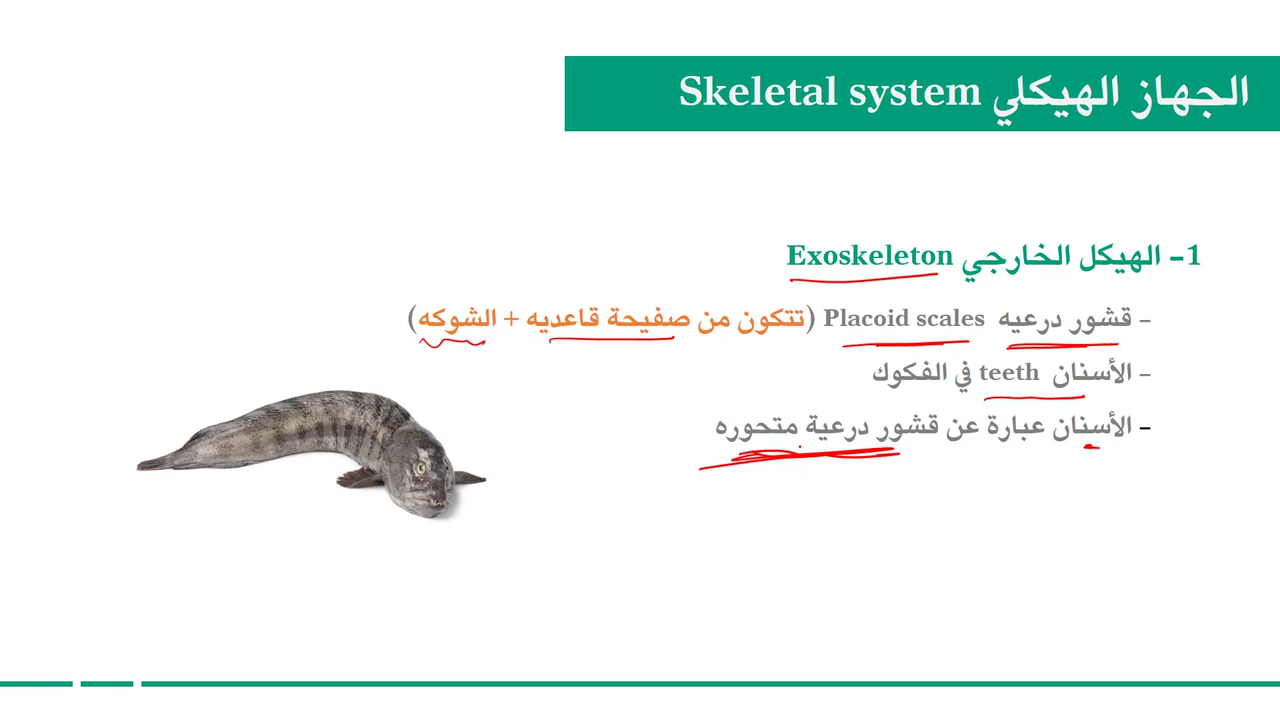 الجهاز الهيكلي Skeletal system
1- الهيكل الخارجي Exoskeleton
- قشور درعيه Placoid scales (تتكون من صفيحة قاعديه + الشوكه)
- الأسنان teeth في الفكوك
- الأسنان عبارة عن قشور درعية متحوره